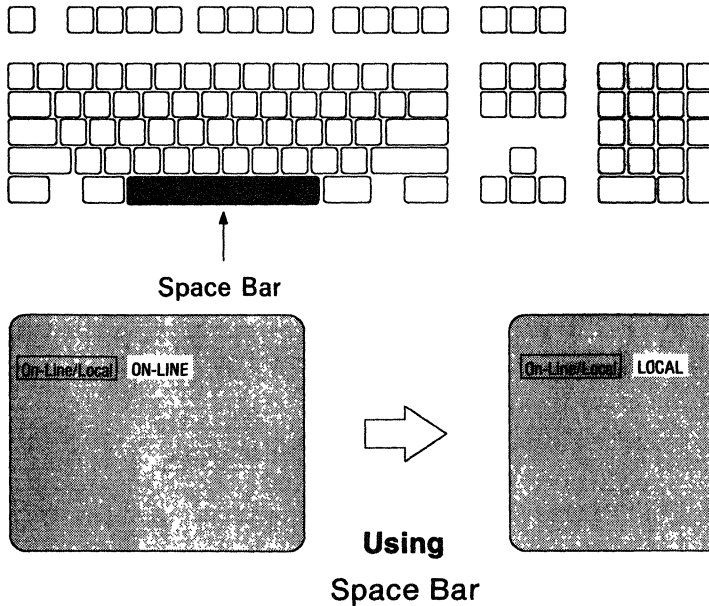 Space Bar
On-Line/Local ON-LINE
On-Line/Local LOCAL
Using
Space Bar